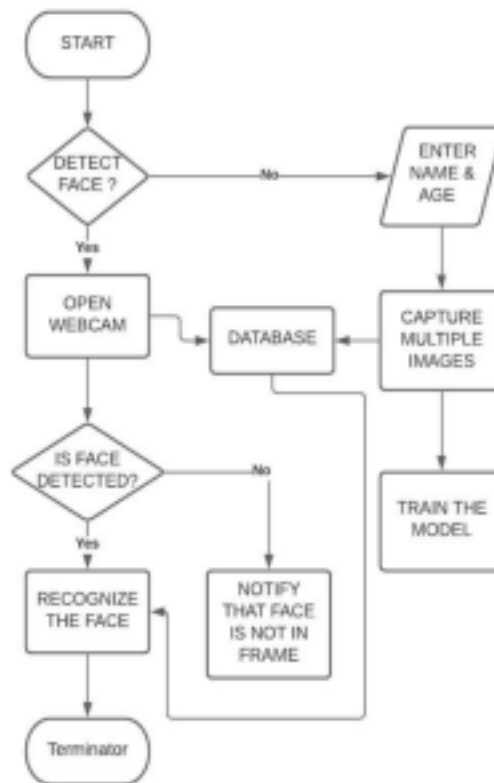 START
DETECT
FACE ?
No
ENTER
NAME &
AGE
Yes
OPEN
WEBCAM
DATABASE
CAPTURE
MULTIPLE
IMAGES
IS FACE
DETECTED?
No
Yes
TRAIN THE
MODEL
RECOGNIZE
THE FACE
NOTIFY
THAT FACE
IS NOT IN
FRAME
Terminator